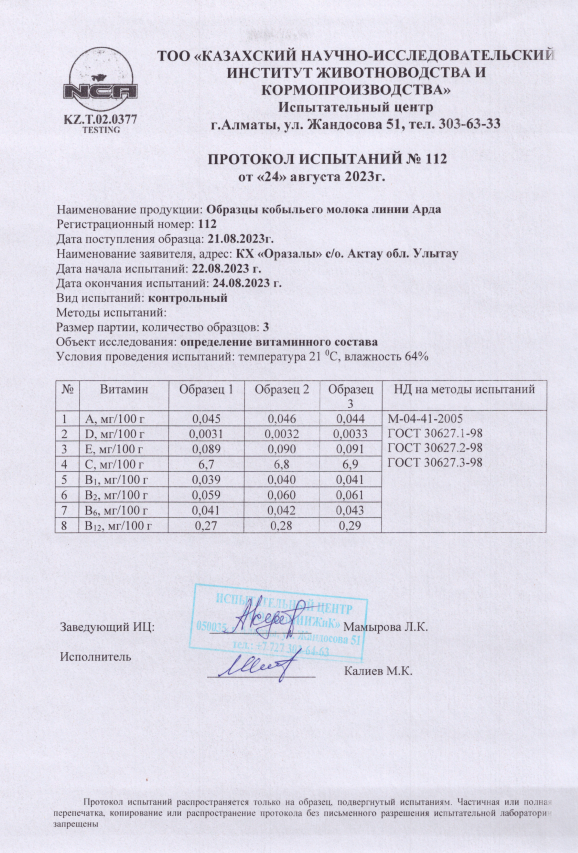 NCA
KZ.T.02.0377
TESTING
ТОО «КАЗАХСКИЙ НАУЧНО-ИССЛЕДОВАТЕЛЬСКИЙ
ИНСТИТУТ ЖИВОТНОВОДСТВА И
КОРМОПРОИЗВОДСТВА»
Испытательный центр
г.Алматы, ул. Жандосова 51, тел. 303-63-33
ПРОТОКОЛ ИСПЫТАНИЙ № 112
от «24» августа 2023г.
Наименование продукции: Образцы кобыльего молока линии Арда
Регистрационный номер: 112
Дата поступления образца: 21.08.2023г.
Наименование заявителя, адрес: КХ «Оразалы» с/о. Актау обл. Улытау
Дата начала испытаний: 22.08.2023 г.
Дата окончания испытаний: 24.08.2023 г.
Вид испытаний: контрольный
Методы испытаний:
Размер партии, количество образцов: 3
Объект исследования: определение витаминного состава
Условия проведения испытаний: температура 21 ⁰С, влажность 64%
№ Витамин Образец 1 Образец 2 Образец 3 НД на методы испытаний
1 А, мг/100 г 0,045 0,046 0,044 М-04-41-2005
2 D, мг/100 г 0,0031 0,0032 0,0033 ГОСТ 30627.1-98
3 Е, мг/100 г 0,089 0,090 0,091 ГОСТ 30627.2-98
4 С, мг/100 г 6,7 6,8 6,9 ГОСТ 30627.3-98
5 В₁, мг/100 г 0,039 0,040 0,041
6 В₂, мг/100 г 0,059 0,060 0,061
7 В₆, мг/100 г 0,041 0,042 0,043
8 В₁₂, мг/100 г 0,27 0,28 0,29
ИСПЫТАТЕЛЬНЫЙ ЦЕНТР
050035 Жандосова 51
Заведующий ИЦ: Мамырова Л.К.
Исполнитель
Калиев М.К.
Протокол испытаний распространяется только на образец, подвергнутый испытаниям. Частичная или полная
перепечатка, копирование или распространение протокола без письменного разрешения испытательной лаборатории
запрещены